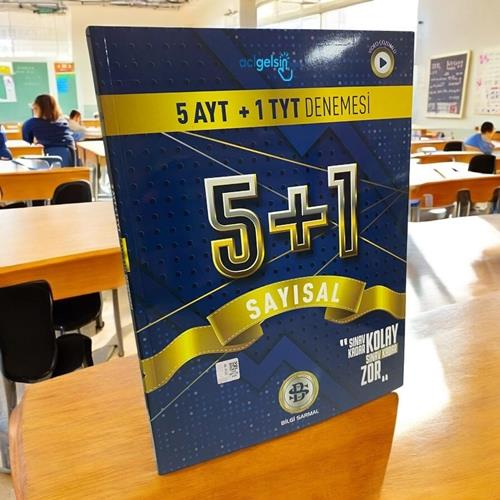 açıl gelsin
VİDEO ÇÖZÜMLÜ
5 AYT + 1 TYT DENEMESİ
5+1
SAYISAL
"SINAV KADAR KOLAY
SINAV KADAR ZOR"
BS
BİLGİ SARMAL